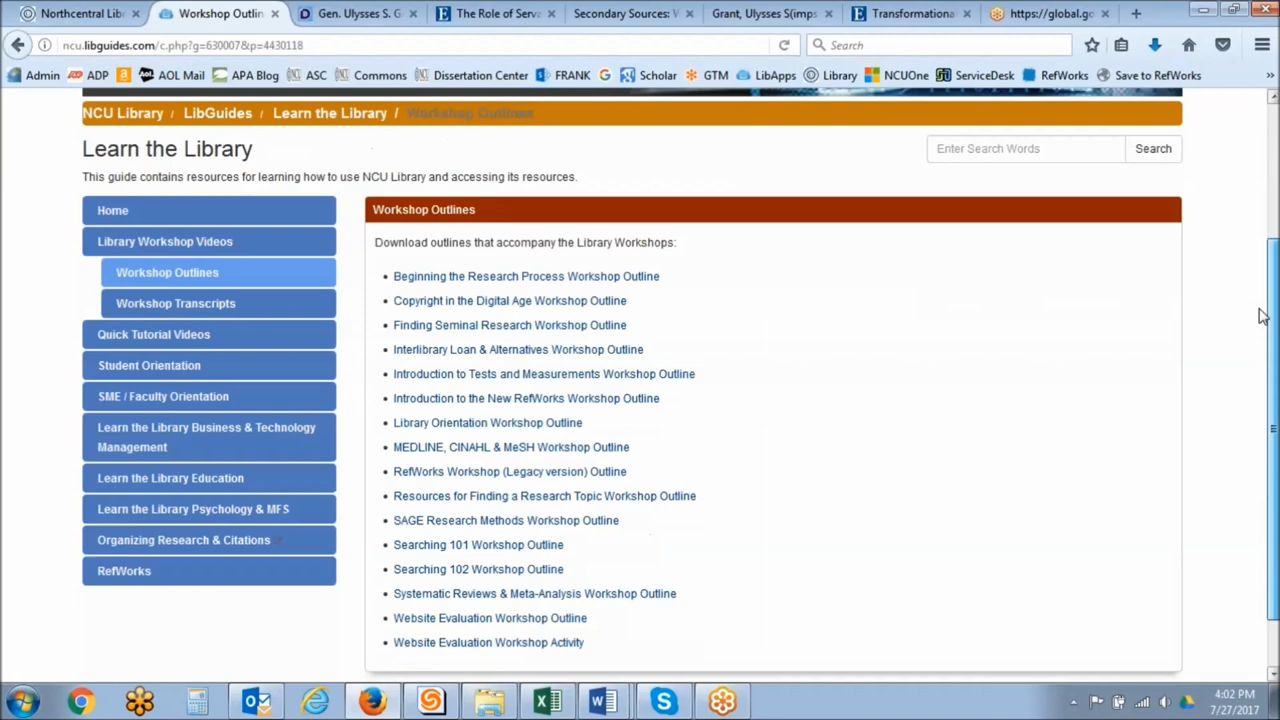 Northcentral Lib
Workshop Outlin
Gen. Ulysses S. G
The Role of Serva
Secondary Sources: W
Grant, Ulysses S(imps
Transformational
https://global.go
ncu.libguides.com/c.php?g=630007&p=4430118
Search
Admin
ADP
AOL Mail
APA Blog
ASC
Commons
Dissertation Center
FRANK
Scholar
GTM
LibApps
Library
NCUOne
ServiceDesk
RefWorks
Save to RefWorks
NCU Library / LibGuides / Learn the Library / Workshop Outlines
Learn the Library
Enter Search Words
Search
This guide contains resources for learning how to use NCU Library and accessing its resources.
Home
Library Workshop Videos
Workshop Outlines
Workshop Transcripts
Quick Tutorial Videos
Student Orientation
SME / Faculty Orientation
Learn the Library Business & Technology
Management
Learn the Library Education
Learn the Library Psychology & MFS
Organizing Research & Citations
RefWorks
Workshop Outlines
Download outlines that accompany the Library Workshops:
Beginning the Research Process Workshop Outline
Copyright in the Digital Age Workshop Outline
Finding Seminal Research Workshop Outline
Interlibrary Loan & Alternatives Workshop Outline
Introduction to Tests and Measurements Workshop Outline
Introduction to the New RefWorks Workshop Outline
Library Orientation Workshop Outline
MEDLINE, CINAHL & MeSH Workshop Outline
RefWorks Workshop (Legacy version) Outline
Resources for Finding a Research Topic Workshop Outline
SAGE Research Methods Workshop Outline
Searching 101 Workshop Outline
Searching 102 Workshop Outline
Systematic Reviews & Meta-Analysis Workshop Outline
Website Evaluation Workshop Outline
Website Evaluation Workshop Activity
4:02 PM
7/27/2017